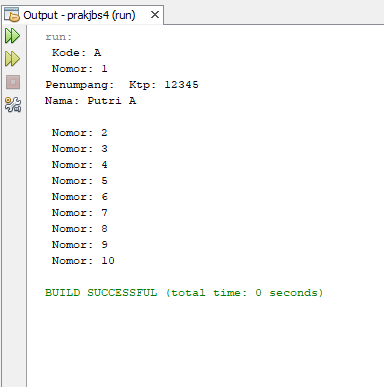 Output - prakjbs4 (run)
run:
Kode: A
Nomor: 1
Penumpang:  Ktp: 12345
Nama: Putri A
Nomor: 2
Nomor: 3
Nomor: 4
Nomor: 5
Nomor: 6
Nomor: 7
Nomor: 8
Nomor: 9
Nomor: 10
BUILD SUCCESSFUL (total time: 0 seconds)